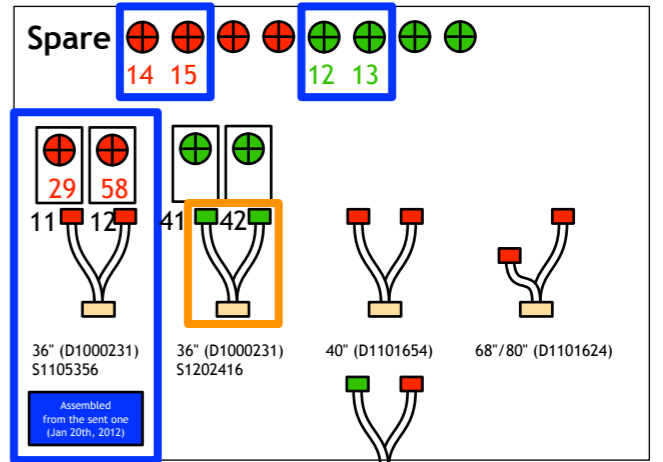 Spare
14 15 12 13
29 58
11 12 41 42
36" (D1000231) 36" (D1000231) 40" (D1101654) 68"/80" (D1101624)
S1105356 S1202416
Assembled
from the sent one
(Jan 20th, 2012)